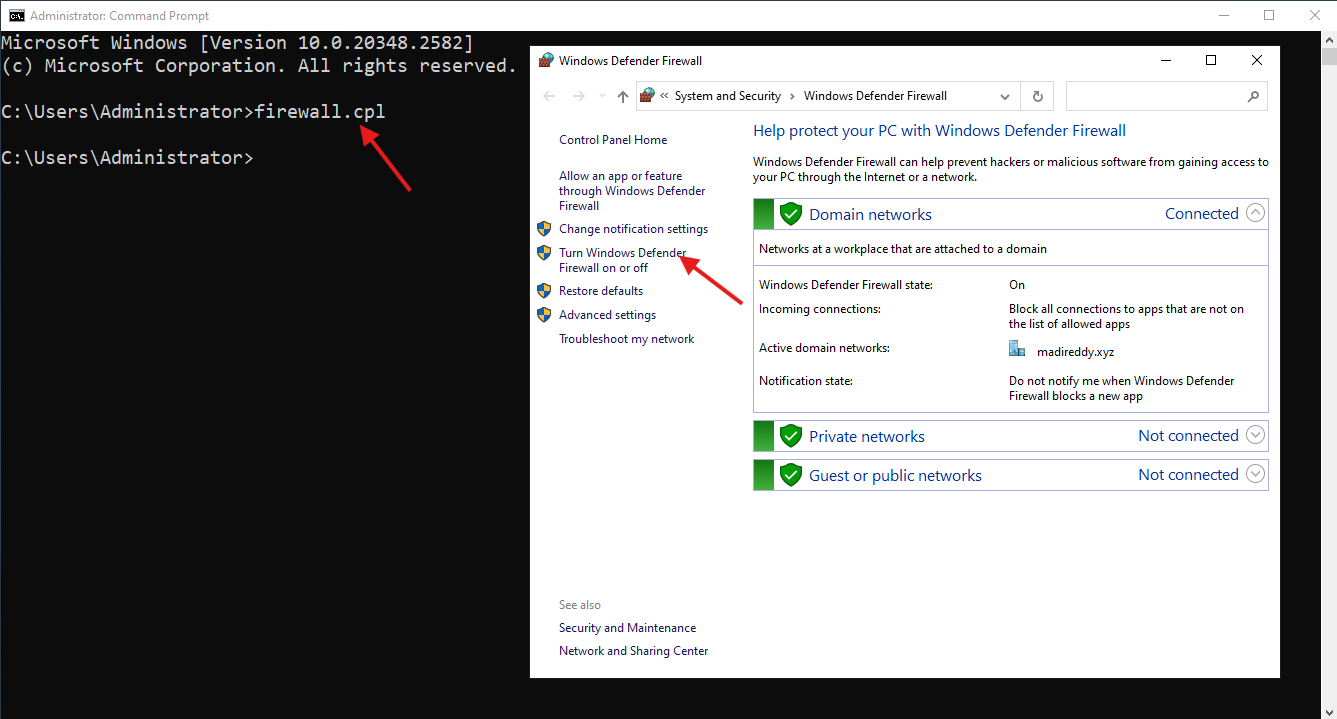 Administrator: Command Prompt
Microsoft Windows [Version 10.0.20348.2582]
(c) Microsoft Corporation. All rights reserved.
C:\Users\Administrator>firewall.cpl
C:\Users\Administrator>
Windows Defender Firewall
« System and Security › Windows Defender Firewall
Control Panel Home
Allow an app or feature
through Windows Defender
Firewall
Change notification settings
Turn Windows Defender
Firewall on or off
Restore defaults
Advanced settings
Troubleshoot my network
See also
Security and Maintenance
Network and Sharing Center
Help protect your PC with Windows Defender Firewall
Windows Defender Firewall can help prevent hackers or malicious software from gaining access to
your PC through the Internet or a network.
Domain networks Connected
Networks at a workplace that are attached to a domain
Windows Defender Firewall state: On
Incoming connections: Block all connections to apps that are not on
the list of allowed apps
Active domain networks: madireddy.xyz
Notification state: Do not notify me when Windows Defender
Firewall blocks a new app
Private networks Not connected
Guest or public networks Not connected